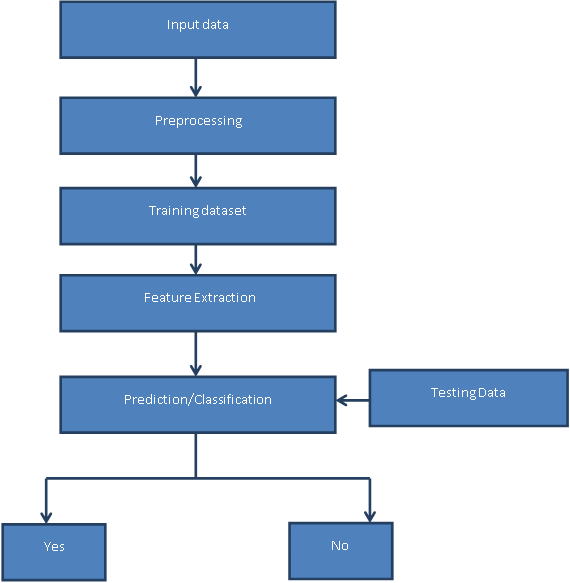 Input data
Preprocessing
Training dataset
Feature Extraction
Prediction/Classification
Testing Data
Yes
No